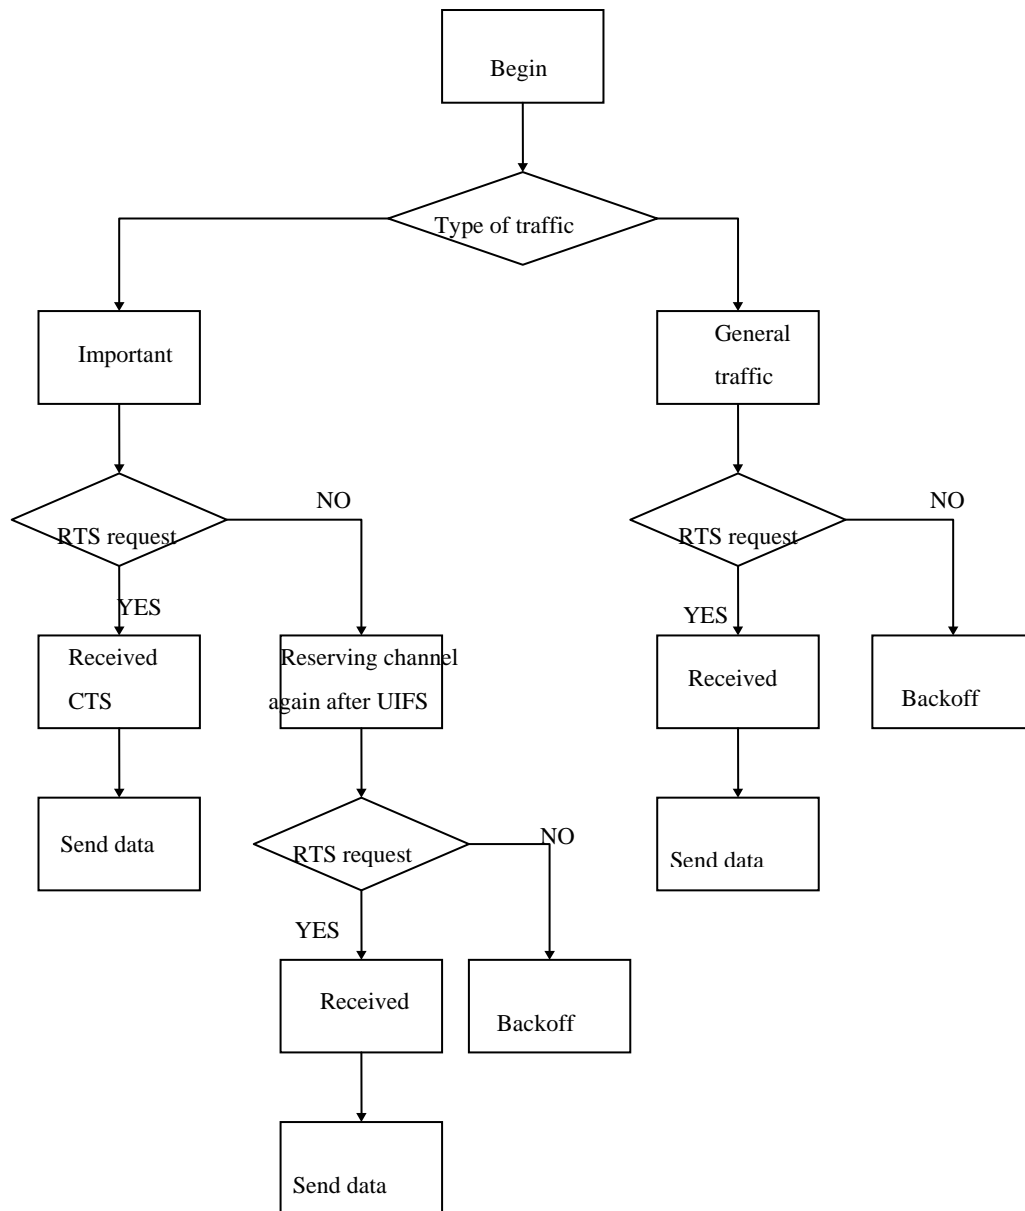 Begin
Type of traffic
Important
General
traffic
NO
NO
RTS request
RTS request
YES
YES
Received
CTS
Reserving channel
again after UIFS
Received
Backoff
Send data
RTS request
NO
Send data
YES
Received
Backoff
Send data